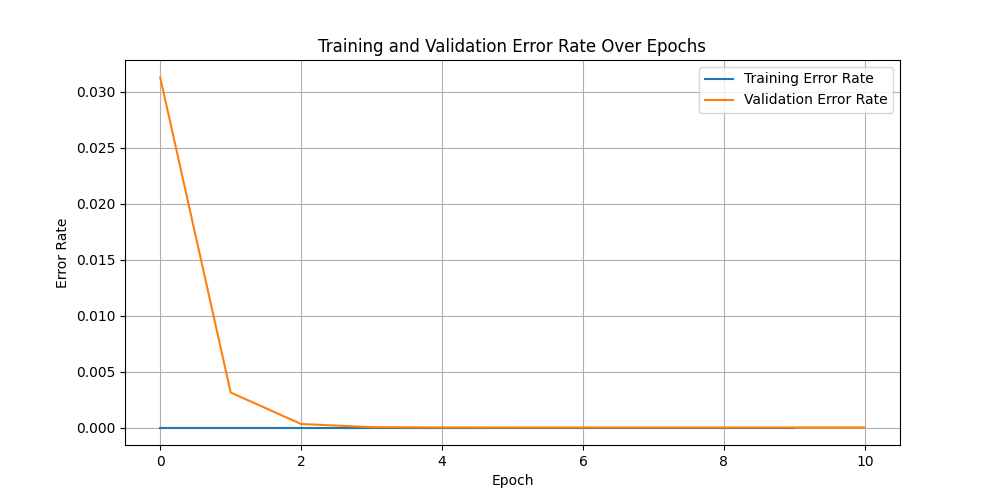 Training and Validation Error Rate Over Epochs
Training Error Rate
Validation Error Rate
0.030
0.025
0.020
0.015
0.010
0.005
0.000
Error Rate
0 2 4 6 8 10
Epoch